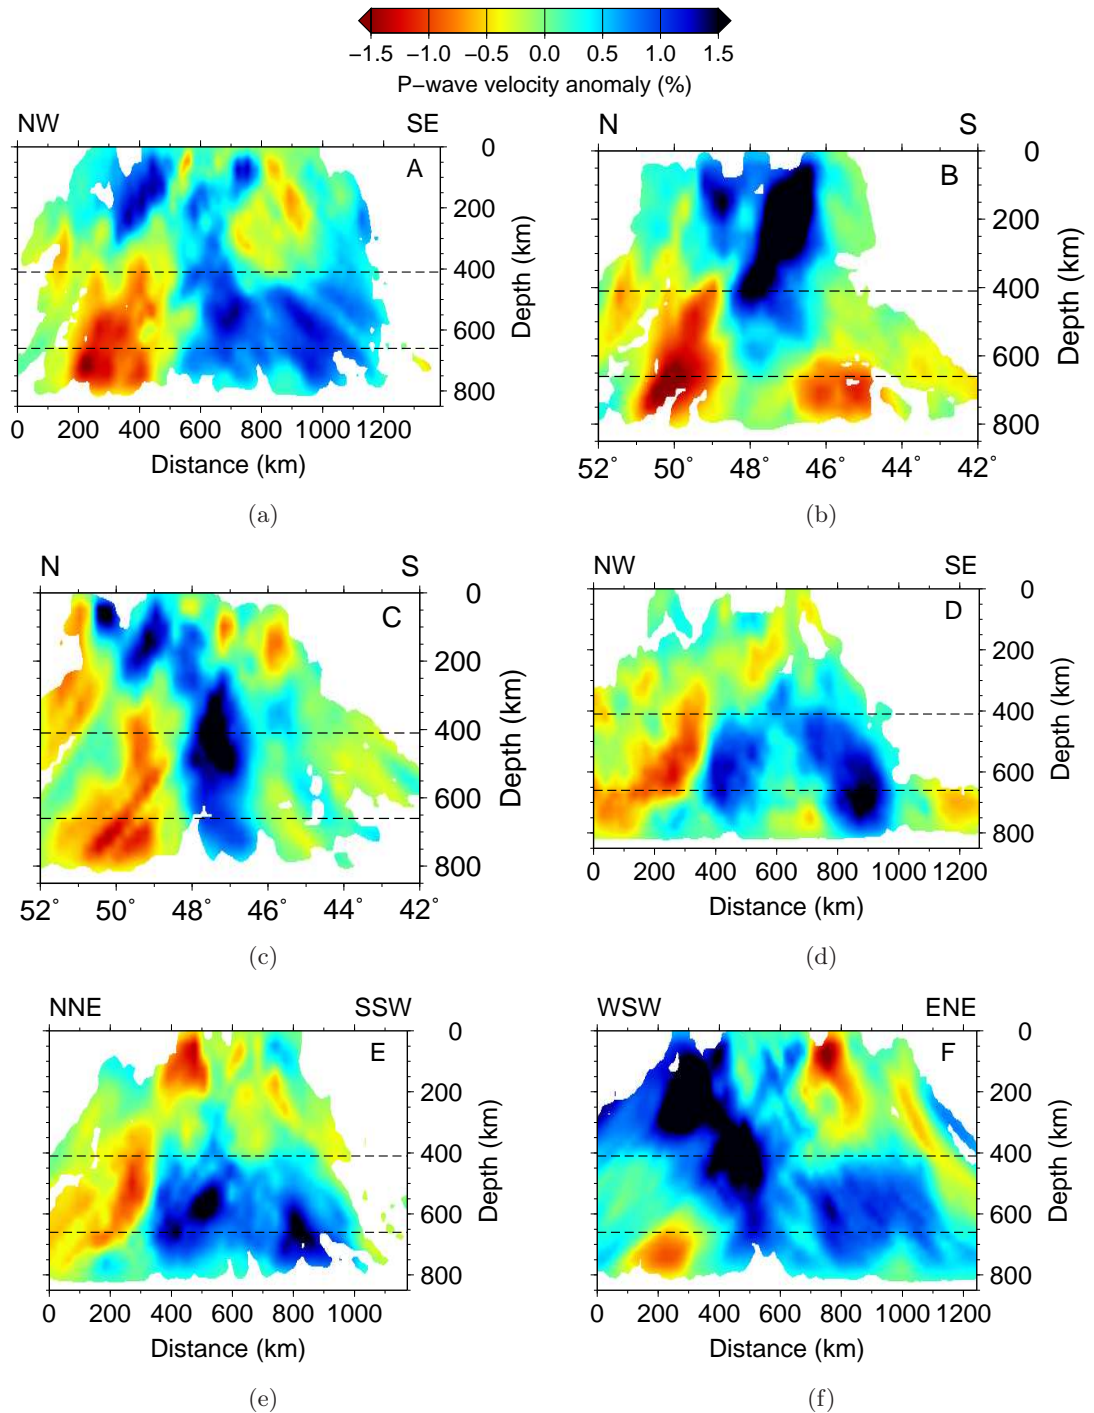 −1.5 −1.0 −0.5 0.0 0.5 1.0 1.5
P−wave velocity anomaly (%)
NW SE
A
0
200
400
600
800
Depth (km)
0 200 400 600 800 1000 1200
Distance (km)
(a)
N S
B
0
200
400
600
800
Depth (km)
52° 50° 48° 46° 44° 42°
(b)
N S
C
0
200
400
600
800
Depth (km)
52° 50° 48° 46° 44° 42°
(c)
NW SE
D
0
200
400
600
800
Depth (km)
0 200 400 600 800 1000 1200
Distance (km)
(d)
NNE SSW
E
0
200
400
600
800
Depth (km)
0 200 400 600 800 1000
Distance (km)
(e)
WSW ENE
F
0
200
400
600
800
Depth (km)
0 200 400 600 800 1000 1200
Distance (km)
(f)